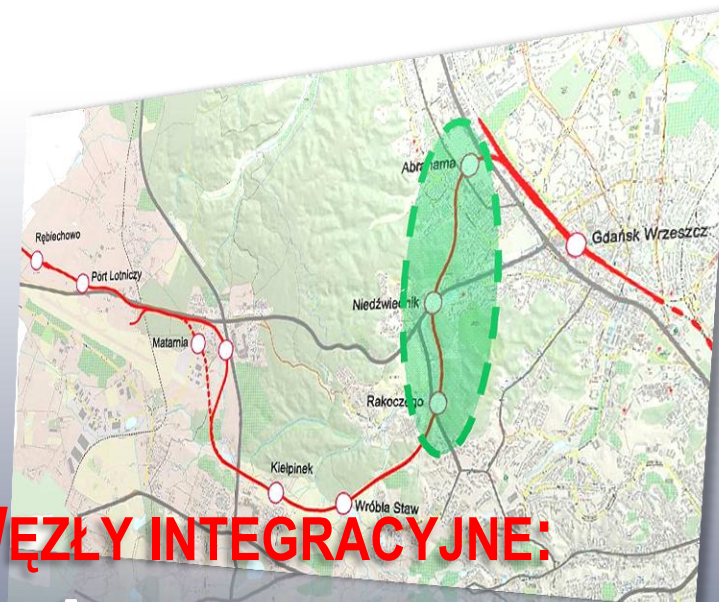 Abrahama
Gdańsk Wrzeszcz
Rębiechowo
Port Lotniczy
Niedźwiednik
Matarnia
Rakoczego
Kiełpinek
Wróbla Staw
WĘZŁY INTEGRACYJNE: